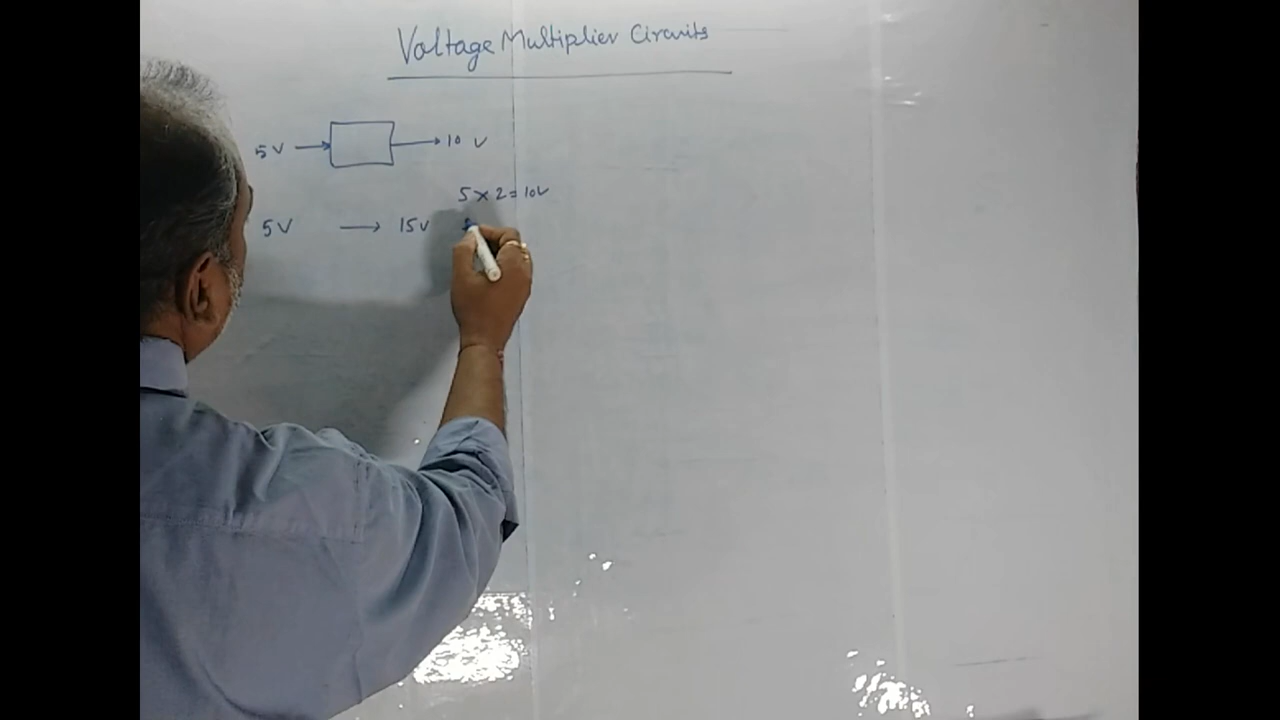 Voltage Multiplier Circuits
5V → → 10 V
5 × 2 = 10V
5V → 15V